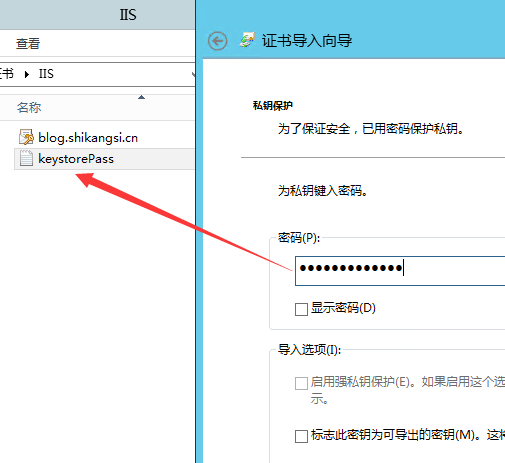 IIS
查看
证书 IIS
名称
blog.shikangsi.cn
keystorePass
证书导入向导
私钥保护
为了保证安全，已用密码保护私钥。
为私钥键入密码。
密码(P):
●●●●●●●●●●●●●
显示密码(D)
导入选项(I):
启用强私钥保护(E)。如果启用这个选
示。
标志此密钥为可导出的密钥(M)。这将